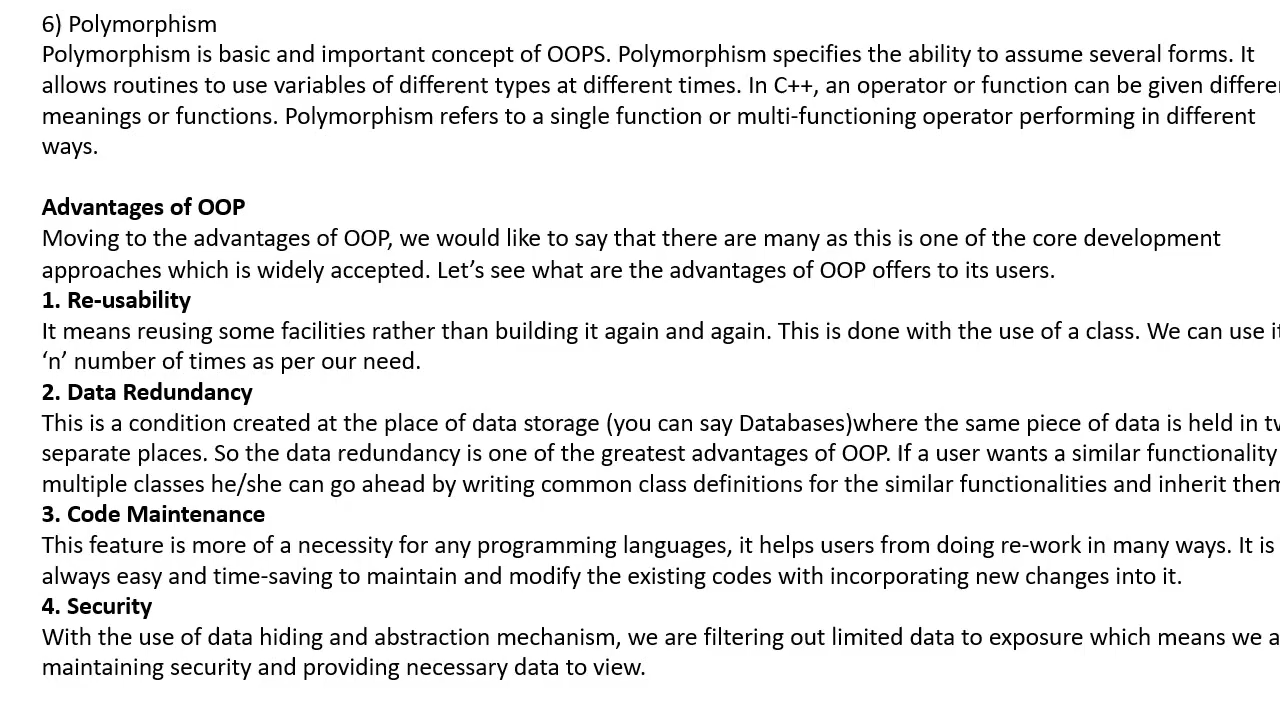 6) Polymorphism
Polymorphism is basic and important concept of OOPS. Polymorphism specifies the ability to assume several forms. It
allows routines to use variables of different types at different times. In C++, an operator or function can be given
meanings or functions. Polymorphism refers to a single function or multi-functioning operator performing in different
ways.
Advantages of OOP
Moving to the advantages of OOP, we would like to say that there are many as this is one of the core development
approaches which is widely accepted. Let’s see what are the advantages of OOP offers to its users.
1. Re-usability
It means reusing some facilities rather than building it again and again. This is done with the use of a class. We can use
‘n’ number of times as per our need.
2. Data Redundancy
This is a condition created at the place of data storage (you can say Databases)where the same piece of data is held in
separate places. So the data redundancy is one of the greatest advantages of OOP. If a user wants a similar functionality
multiple classes he/she can go ahead by writing common class definitions for the similar functionalities and inherit
3. Code Maintenance
This feature is more of a necessity for any programming languages, it helps users from doing re-work in many ways. It is
always easy and time-saving to maintain and modify the existing codes with incorporating new changes into it.
4. Security
With the use of data hiding and abstraction mechanism, we are filtering out limited data to exposure which means we
maintaining security and providing necessary data to view.